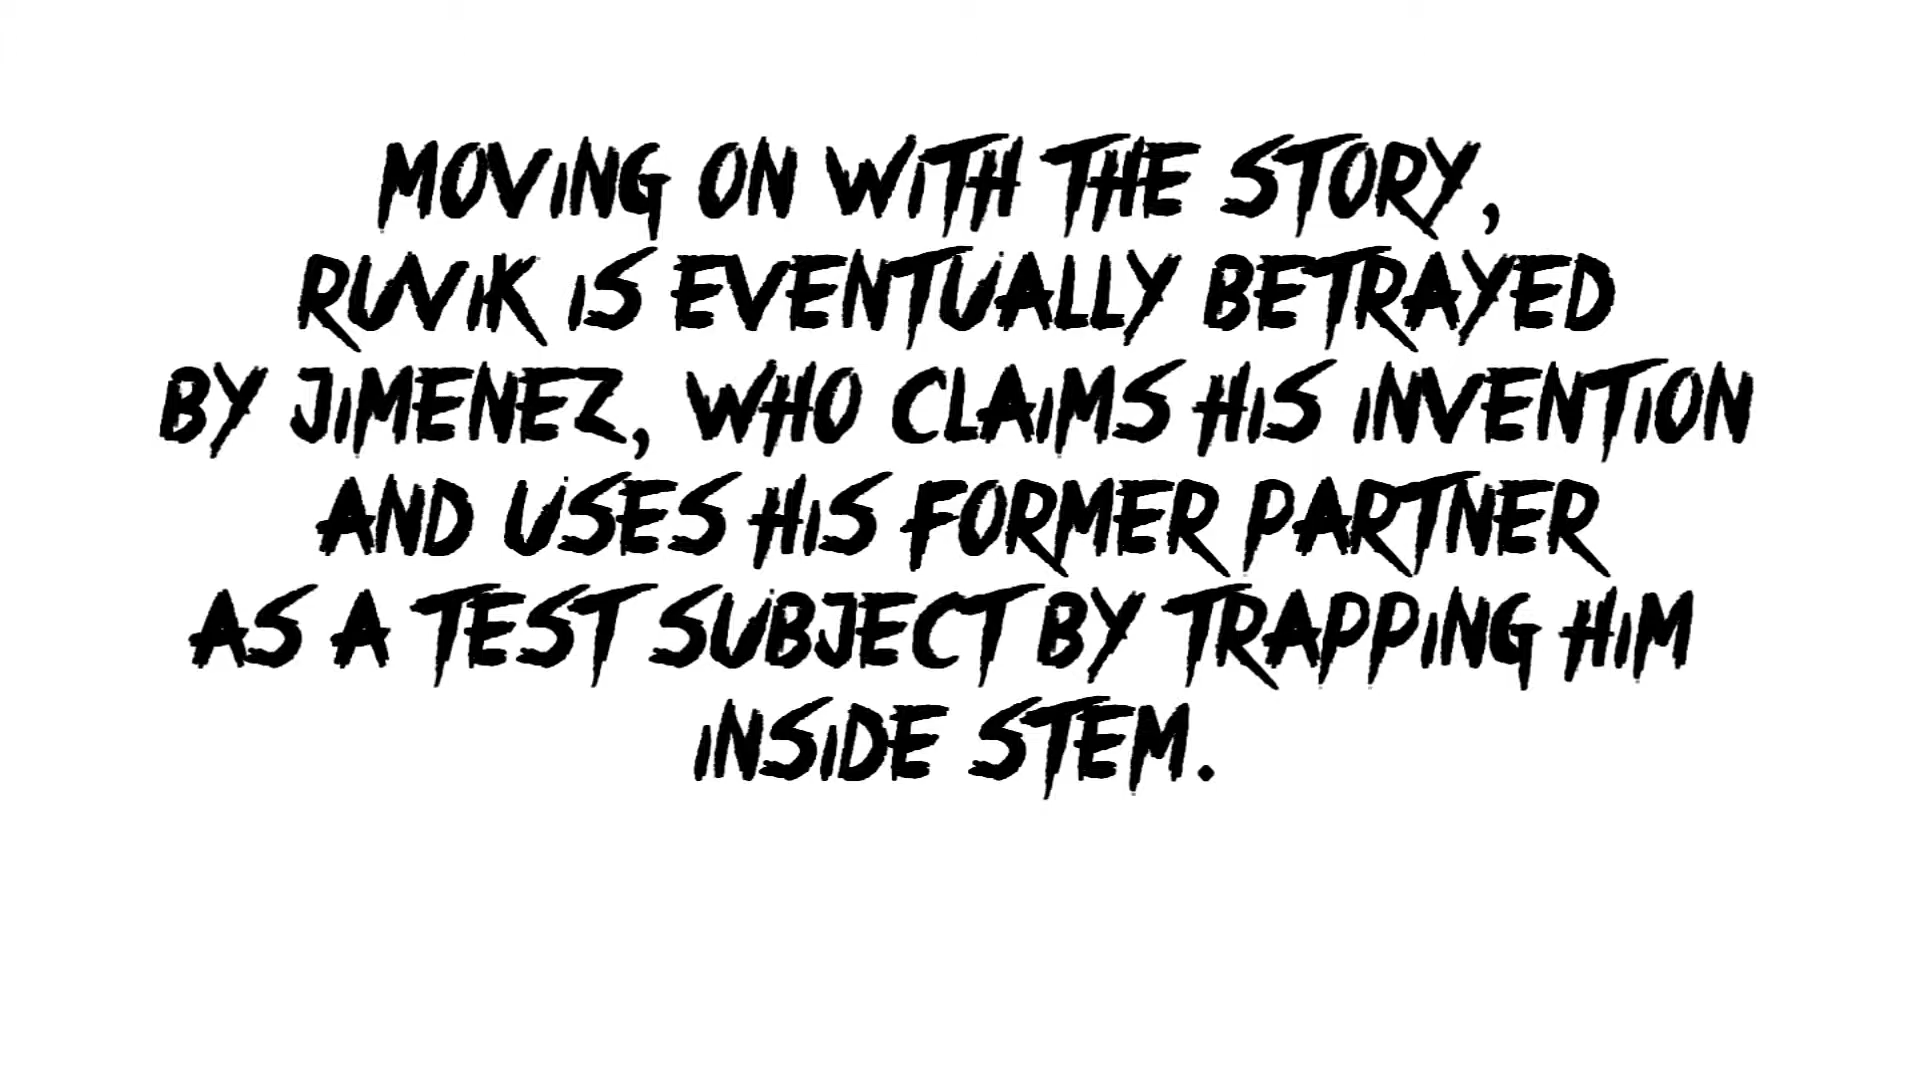 MOVING ON WITH THE STORY,
RUVIK IS EVENTUALLY BETRAYED
BY JIMENEZ, WHO CLAIMS HIS INVENTION
AND USES HIS FORMER PARTNER
AS A TEST SUBJECT BY TRAPPING HIM
INSIDE STEM.